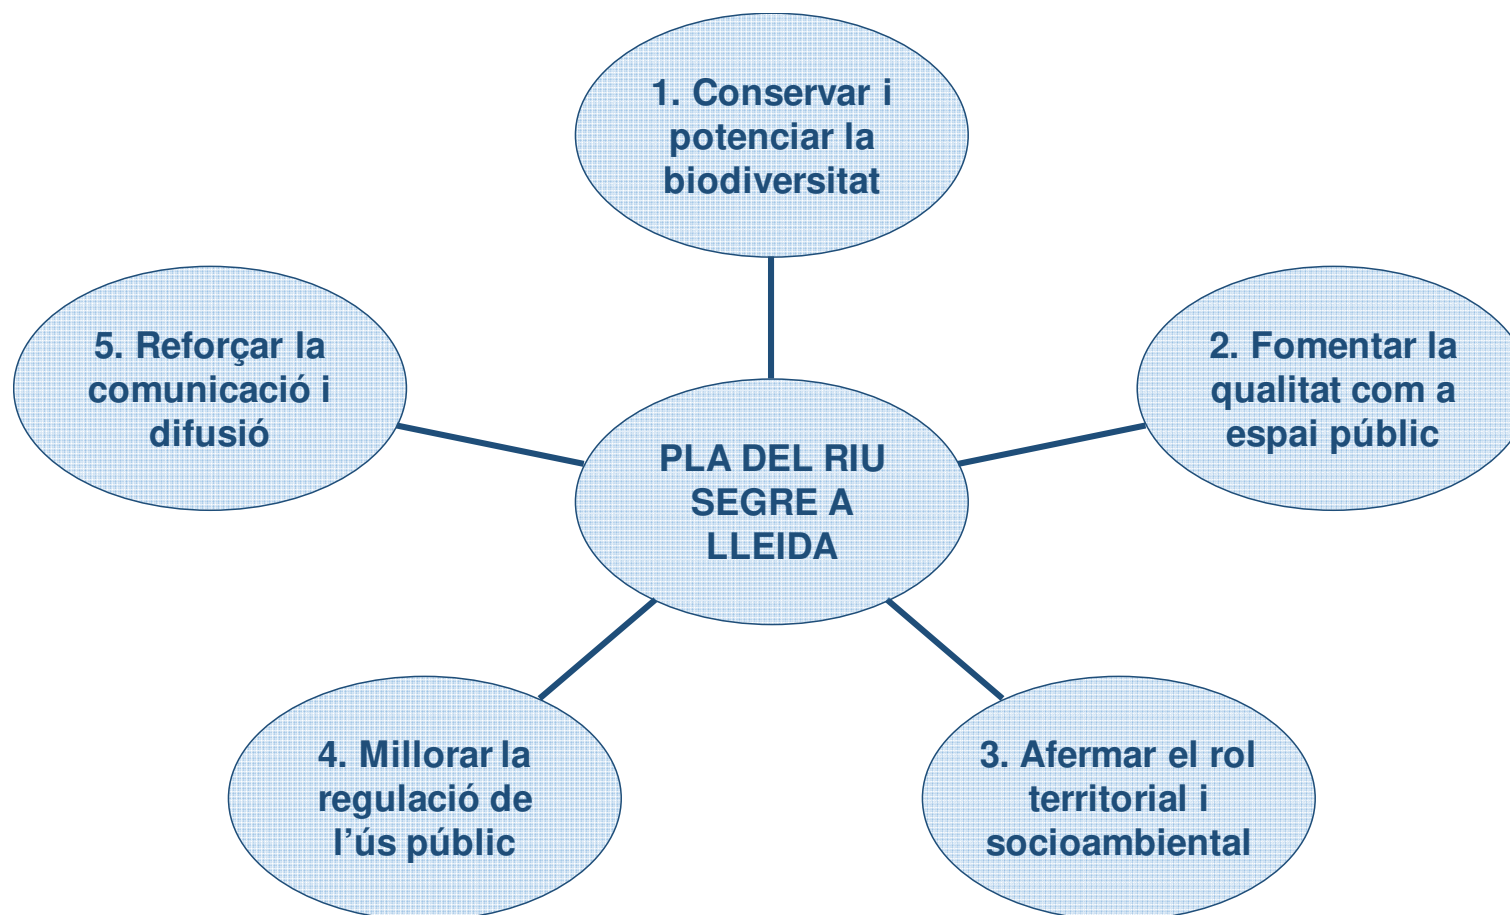 1. Conservar i
potenciar la
biodiversitat
5. Reforçar la
comunicació i
difusió
2. Fomentar la
qualitat com a
espai públic
PLA DEL RIU
SEGRE A
LLEIDA
4. Millorar la
regulació de
l’ús públic
3. Afermar el rol
territorial i
socioambiental